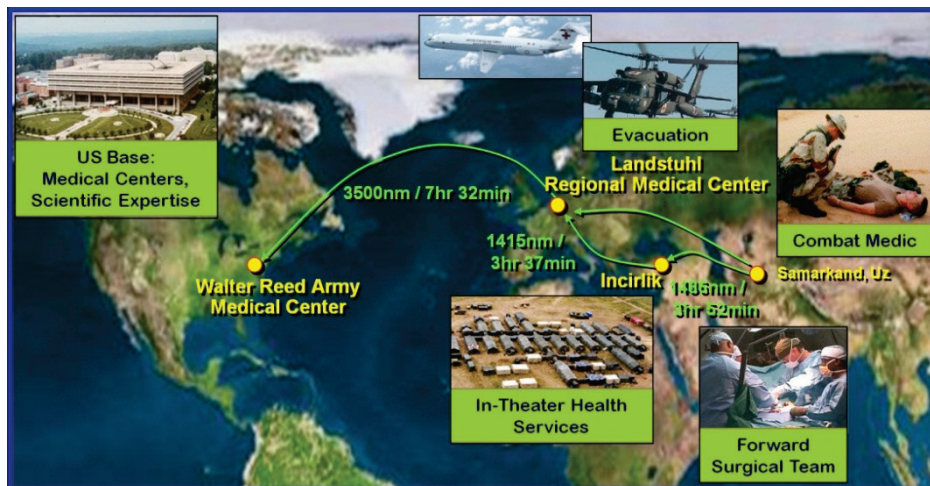 US Base:
Medical Centers,
Scientific Expertise
Evacuation
Landstuhl
Regional Medical Center
Combat Medic
3500nm / 7hr 32min
1415nm /
3hr 37min
Walter Reed Army
Medical Center
Incirlik
Samarkand, Uz
1485nm /
3hr 52min
In-Theater Health
Services
Forward
Surgical Team